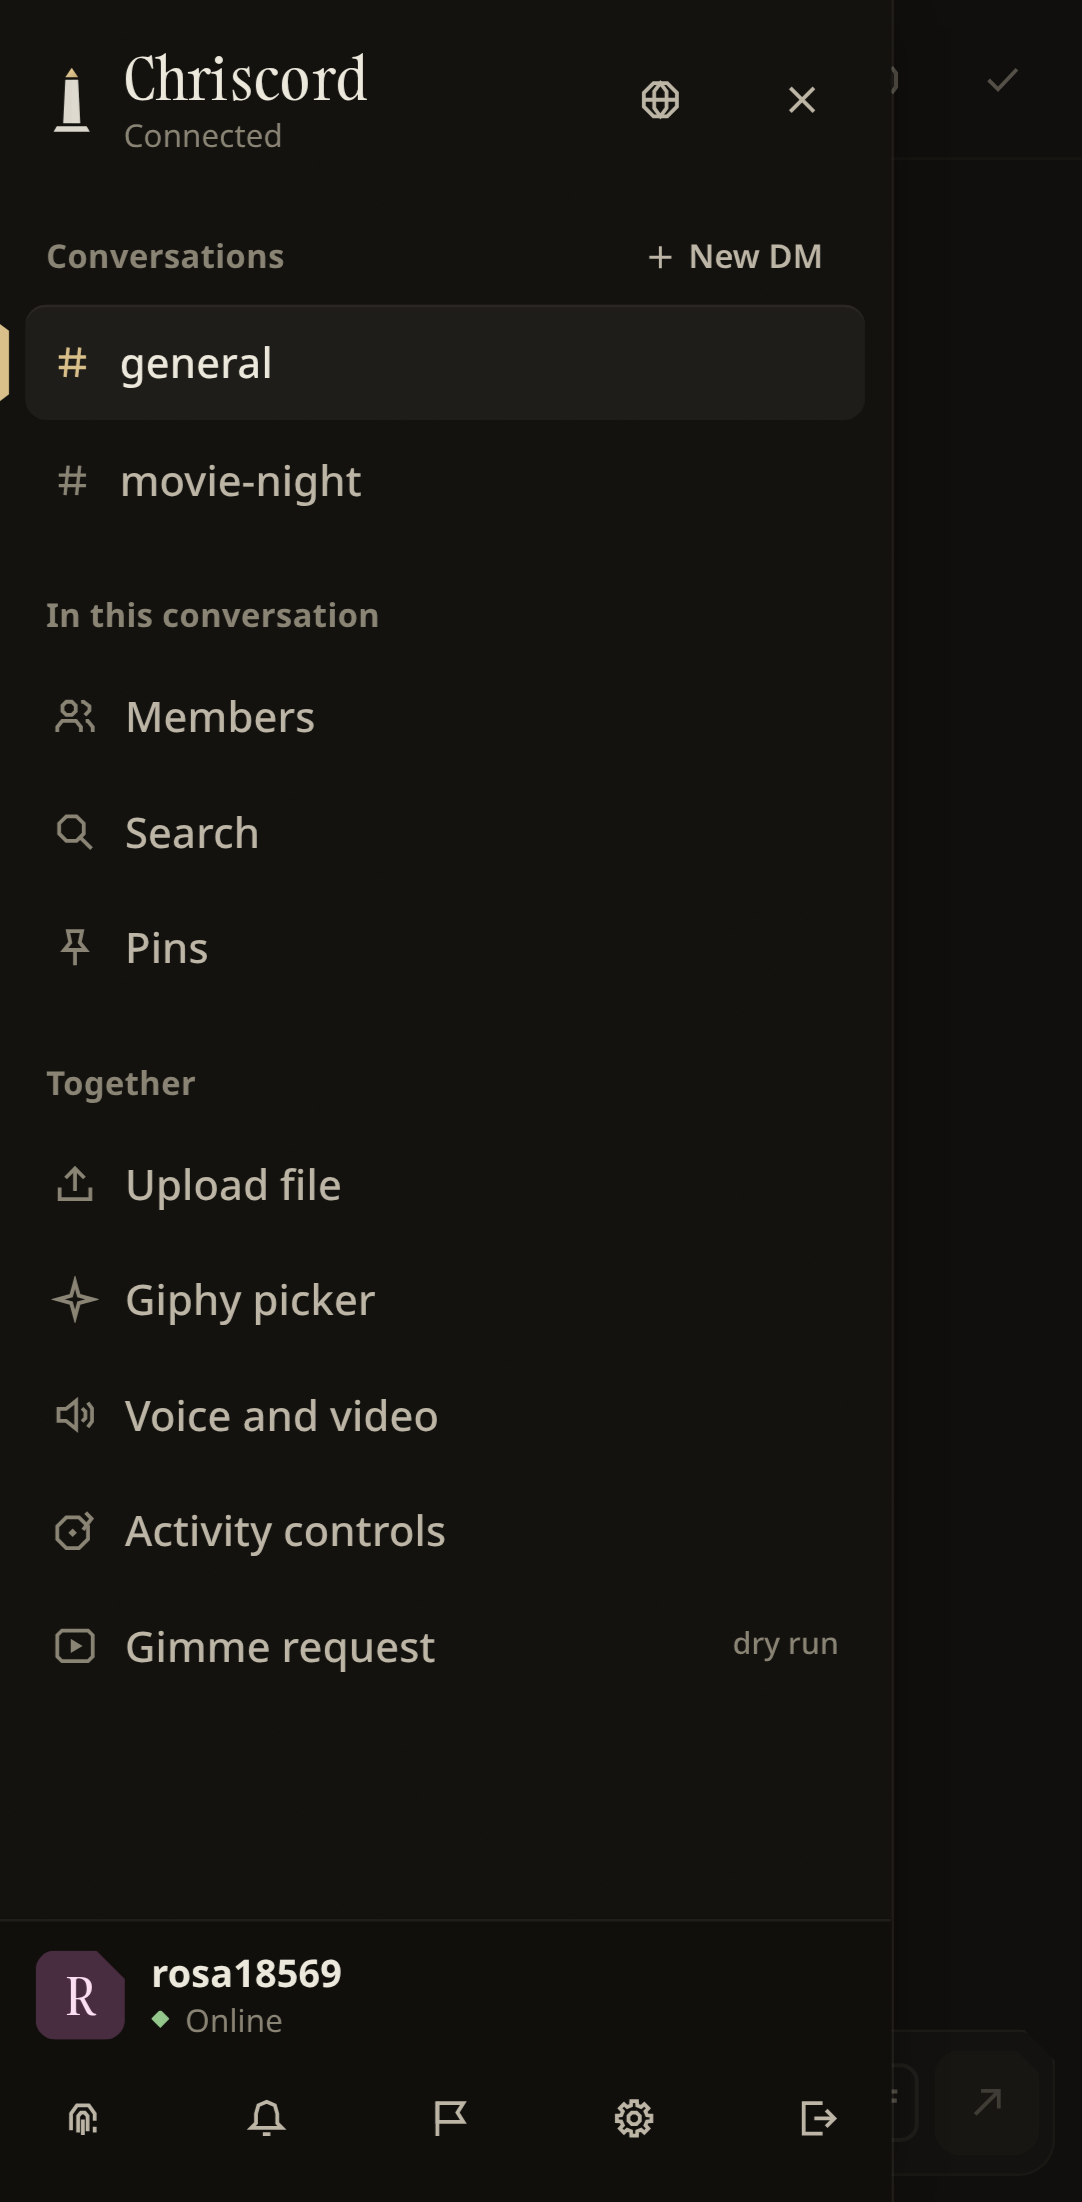 Chriscord
Connected
Conversations
+ New DM
# general
# movie-night
In this conversation
Members
Search
Pins
Together
Upload file
Giphy picker
Voice and video
Activity controls
Gimme request
dry run
R
rosa18569
Online